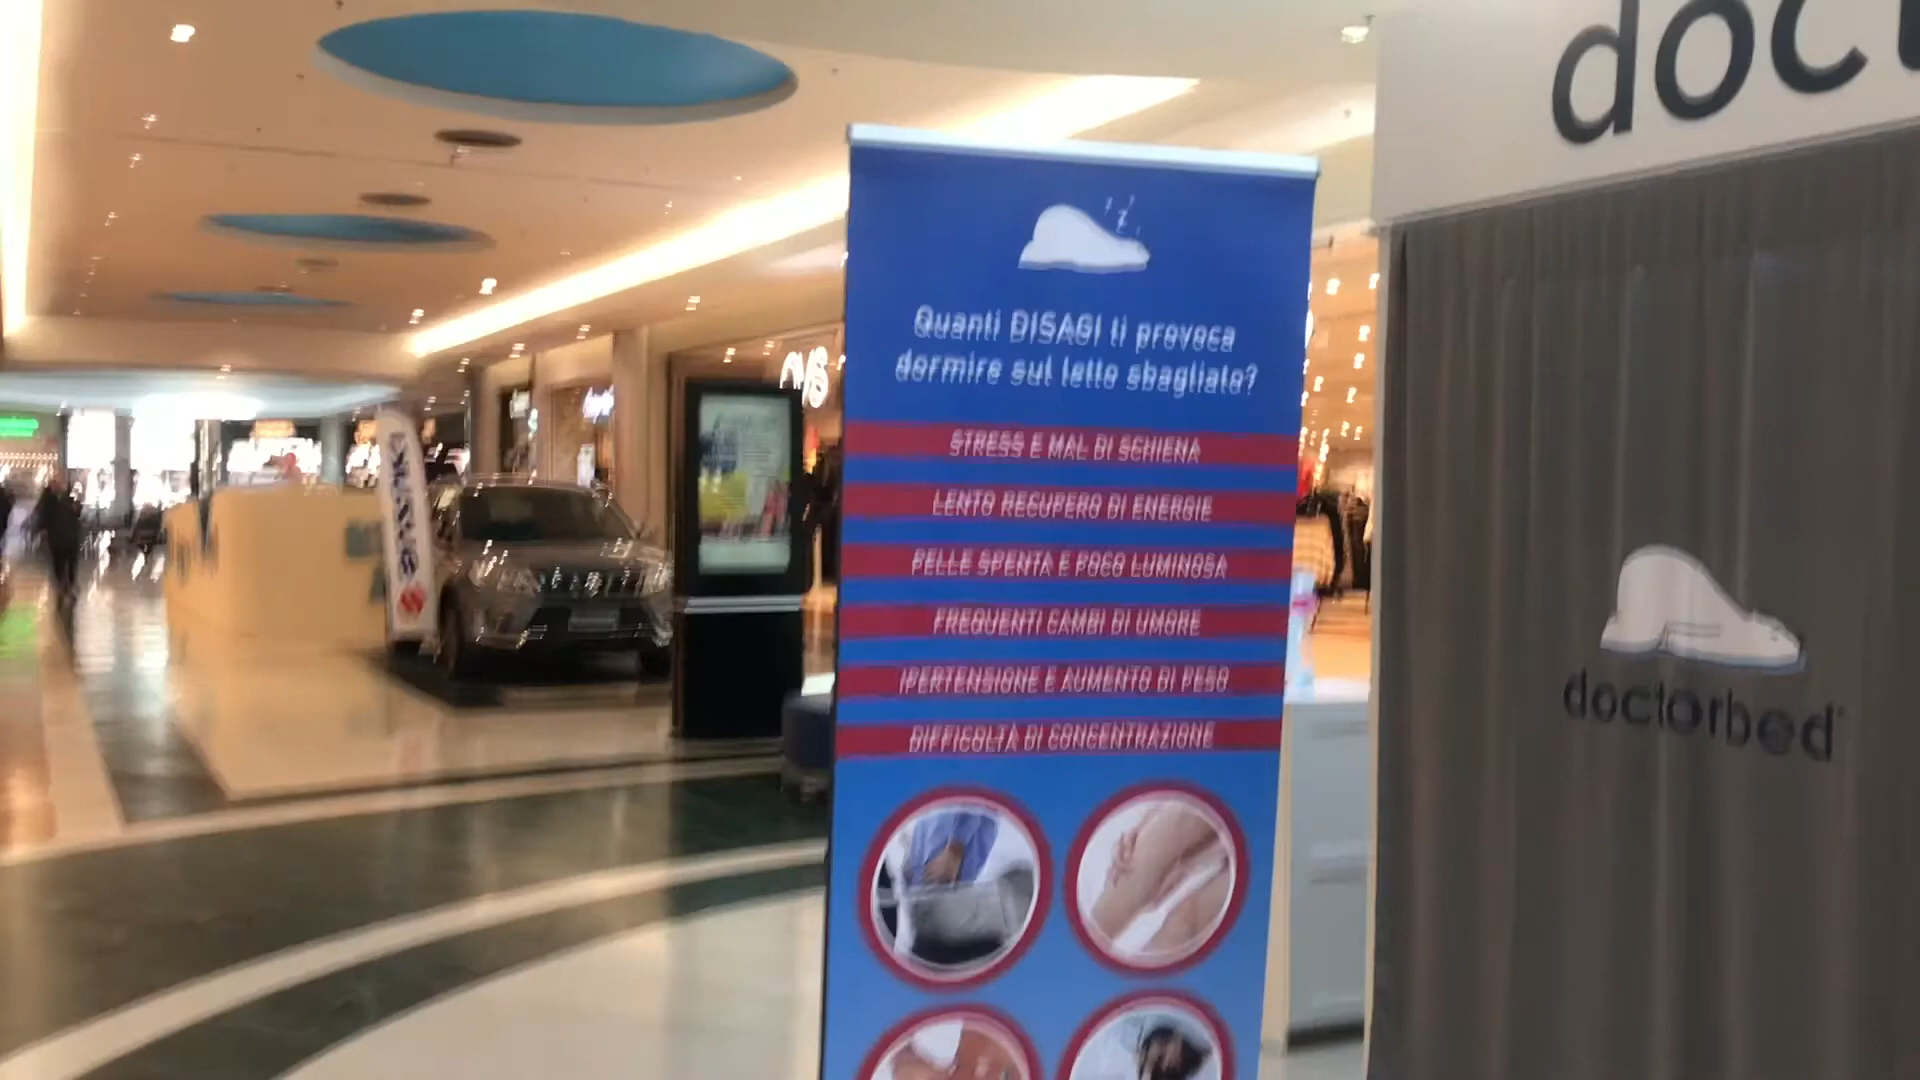 doct
Quanti DISAGI ti provoca
dormire sul letto sbagliato?
STRESS E MAL DI SCHIENA
LENTO RECUPERO DI ENERGIE
PELLE SPENTA E POCO LUMINOSA
FREQUENTI CAMBI DI UMORE
IPERTENSIONE E AUMENTO DI PESO
DIFFICOLTÀ DI CONCENTRAZIONE
doctorbed
OVS